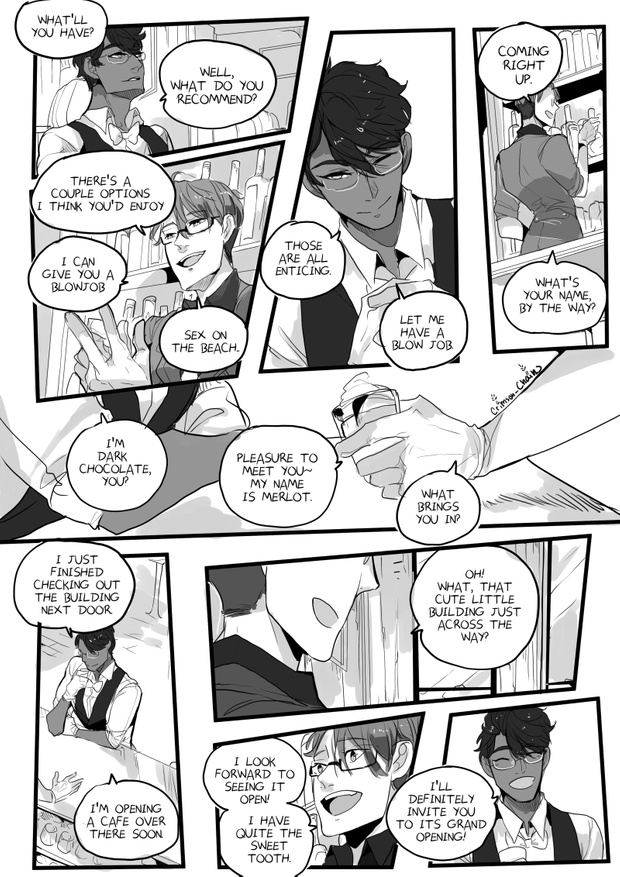 WHAT'LL
YOU HAVE?
WELL,
WHAT DO YOU
RECOMMEND?
THERE'S A
COUPLE OPTIONS
I THINK YOU'D ENJOY
I CAN
GIVE YOU A
BLOWJOB
SEX ON
THE BEACH.
THOSE
ARE ALL
ENTICING.
LET ME
HAVE A
BLOW JOB.
COMING
RIGHT
UP.
WHAT'S
YOUR NAME,
BY THE WAY?
Crimson-Chains
I'M
DARK
CHOCOLATE,
YOU?
PLEASURE TO
MEET YOU~
MY NAME
IS MERLOT.
WHAT
BRINGS
YOU IN?
I JUST
FINISHED
CHECKING OUT
THE BUILDING
NEXT DOOR
I'M OPENING
A CAFE OVER
THERE SOON.
OH!
WHAT, THAT
CUTE LITTLE
BUILDING JUST
ACROSS THE
WAY?
I LOOK
FORWARD TO
SEEING IT
OPEN!
I HAVE
QUITE THE
SWEET
TOOTH.
I'LL
DEFINITELY
INVITE YOU
TO ITS GRAND
OPENING!